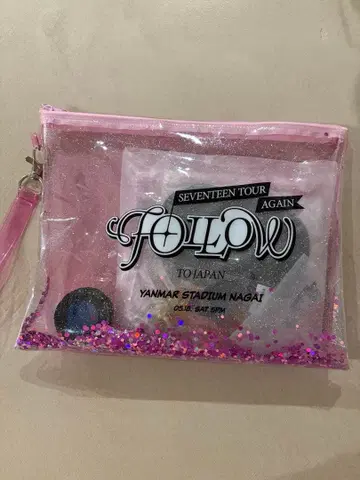 SEVENTEEN TOUR
AGAIN
FOLLOW
TO JAPAN
YANMAR STADIUM NAGAI
05.18. SAT. 5PM